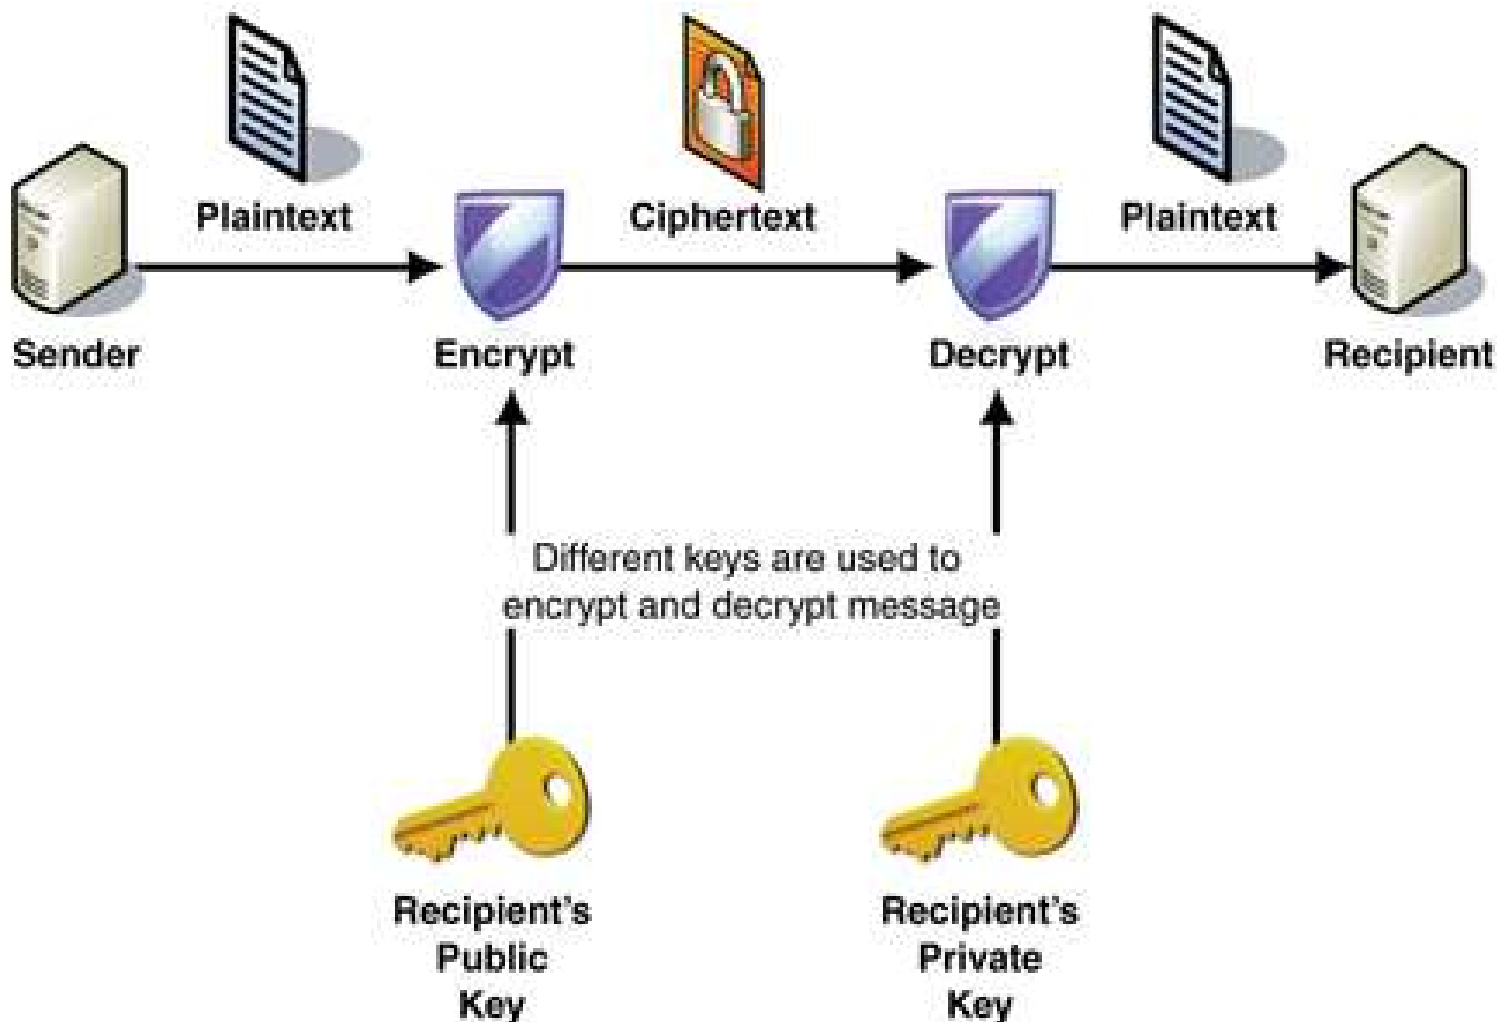 Plaintext
Ciphertext
Plaintext
Sender
Encrypt
Decrypt
Recipient
Different keys are used to
encrypt and decrypt message
Recipient's
Public
Key
Recipient's
Private
Key